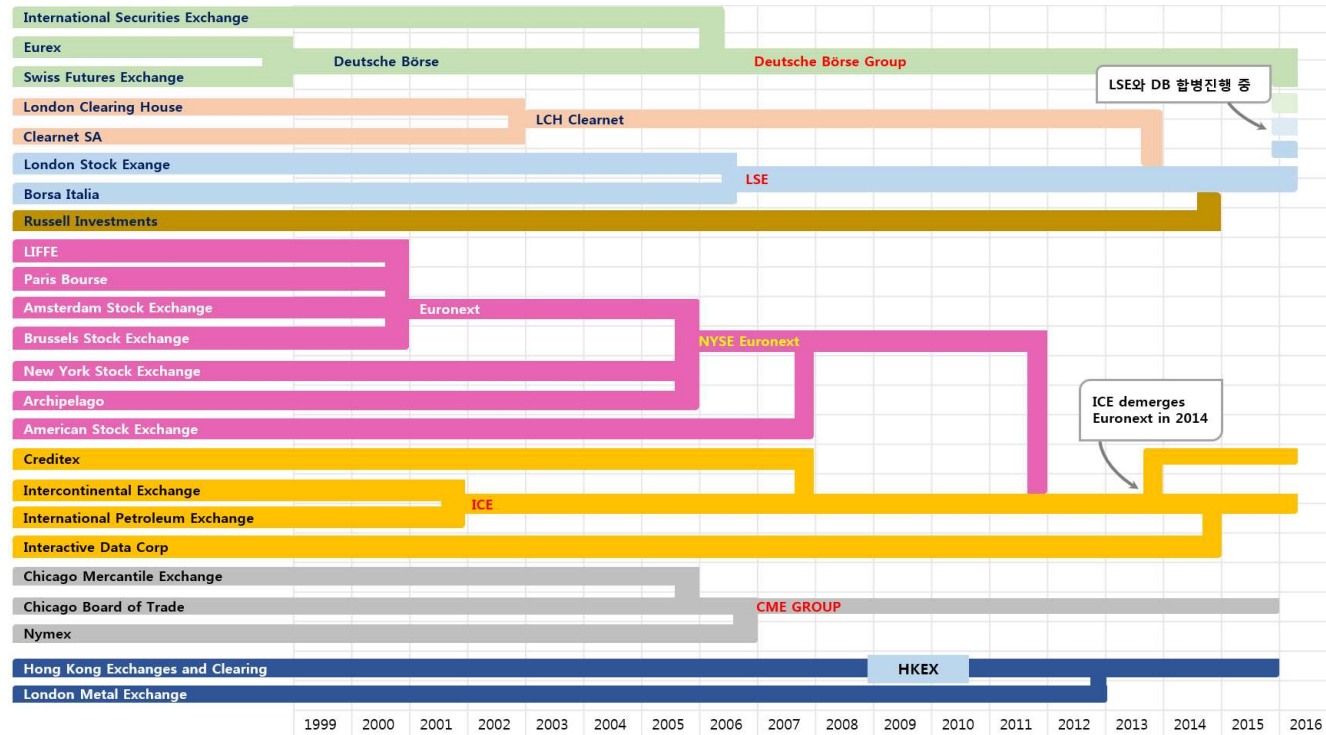 International Securities Exchange
Eurex
Deutsche Börse
Deutsche Börse Group
Swiss Futures Exchange
LSE와 DB 합병진행 중
London Clearing House
LCH Clearnet
Clearnet SA
London Stock Exange
LSE
Borsa Italia
Russell Investments
LIFFE
Paris Bourse
Amsterdam Stock Exchange
Euronext
Brussels Stock Exchange
NYSE Euronext
New York Stock Exchange
Archipelago
ICE demerges
Euronext in 2014
American Stock Exchange
Creditex
Intercontinental Exchange
ICE
International Petroleum Exchange
Interactive Data Corp
Chicago Mercantile Exchange
Chicago Board of Trade
CME GROUP
Nymex
Hong Kong Exchanges and Clearing
HKEX
London Metal Exchange
1999 2000 2001 2002 2003 2004 2005 2006 2007 2008 2009 2010 2011 2012 2013 2014 2015 2016